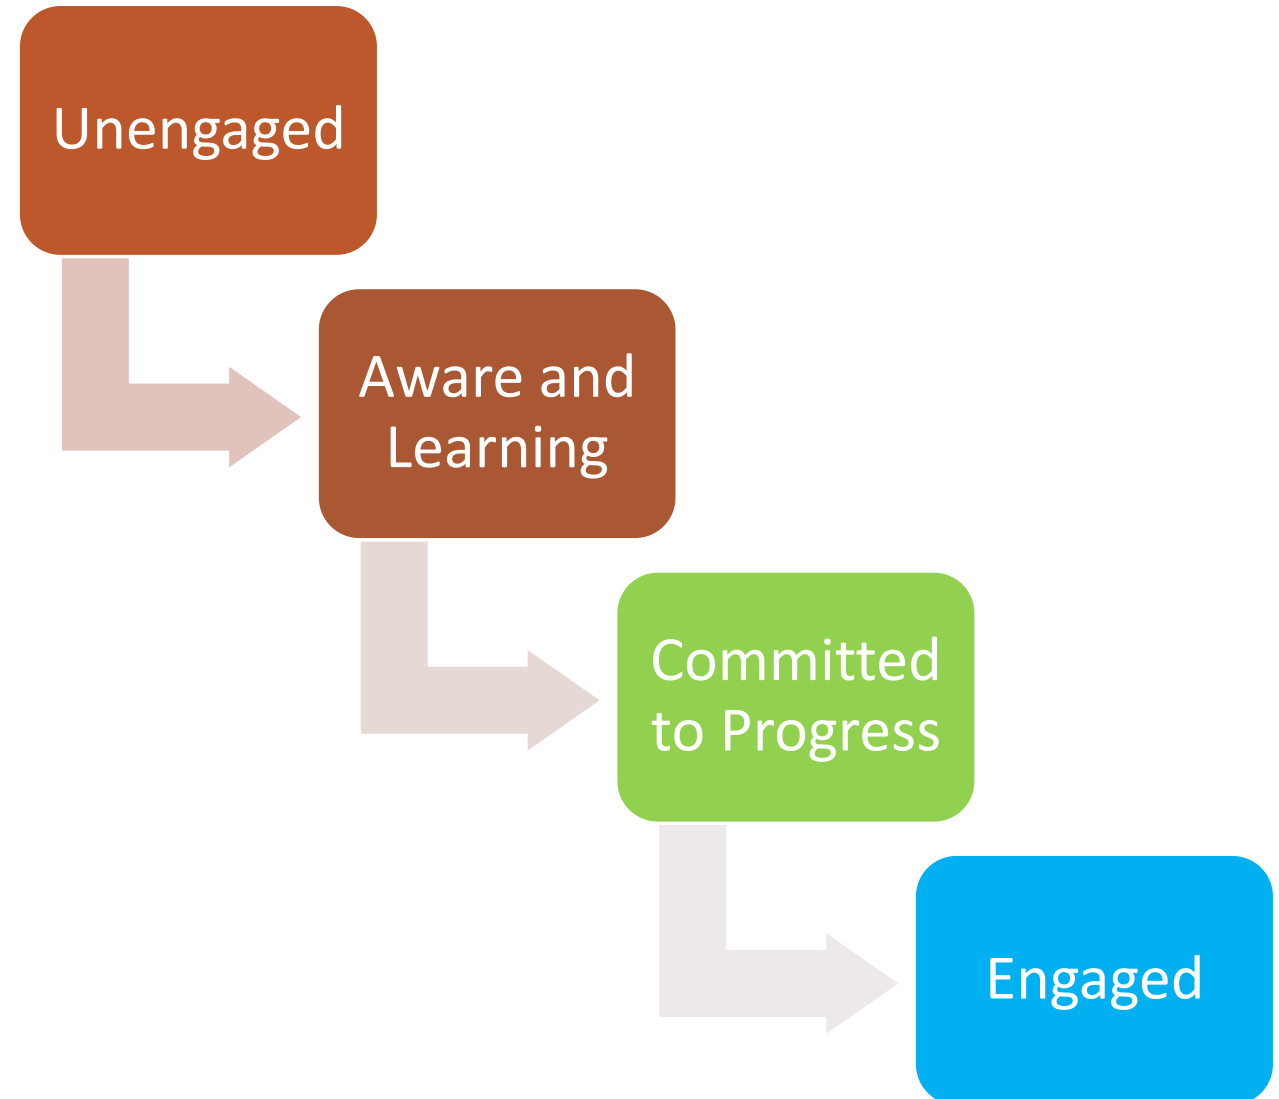 Unengaged
Aware and
Learning
Committed
to Progress
Engaged